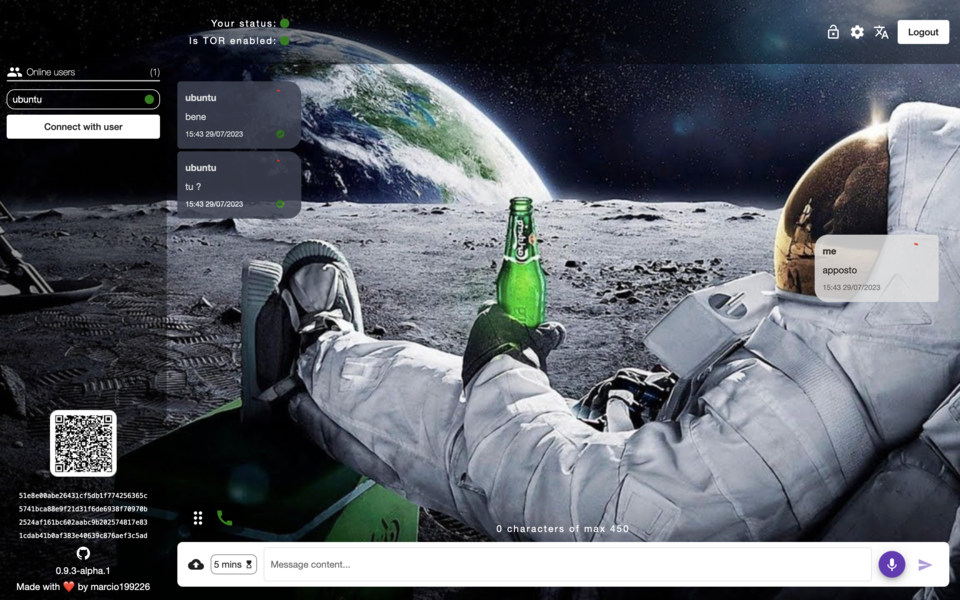 Your status:
Is TOR enabled:
Logout
Online users (1)
ubuntu
Connect with user
ubuntu
bene
15:43 29/07/2023
ubuntu
tu ?
15:43 29/07/2023
me
apposto
15:43 29/07/2023
51e8e00abe26431cf5db1f774256365c
5741bca88e9f21d31f6de6938f70970b
2524af161bc602aabc9b202574817e83
1cdab41b0af383e40639c876aef3c5ad
0.9.3-alpha.1
Made with ❤️ by marcio199226
0 characters of max 450
5 mins
Message content...